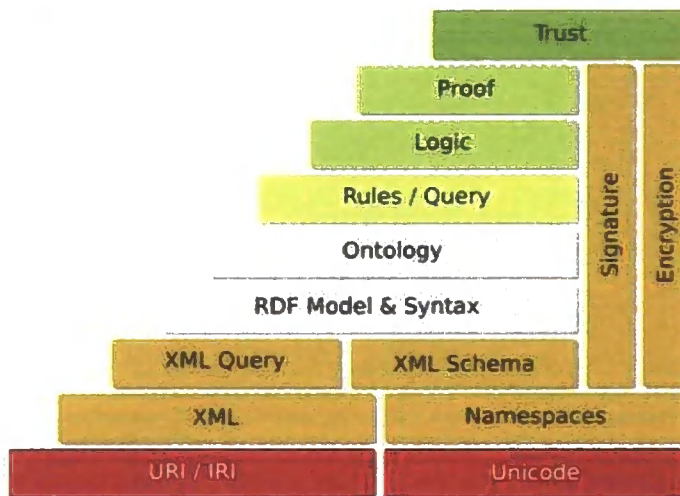 Trust
Proof
Logic
Rules / Query
Ontology
RDF Model & Syntax
XML Query
XML Schema
Signature
Encryption
XML
Namespaces
URI / IRI
Unicode